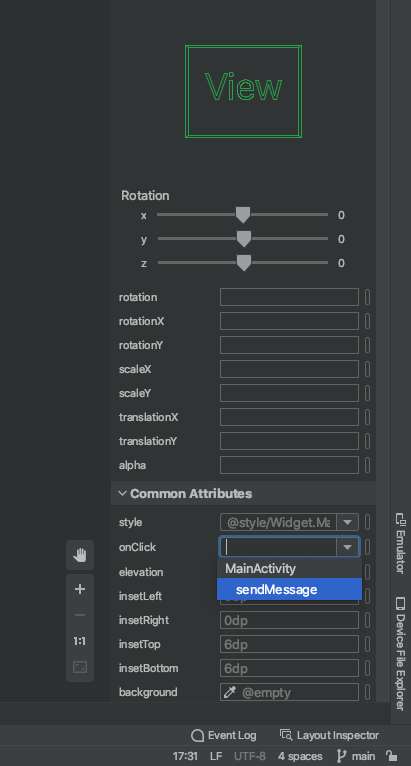 View
Rotation
x 0
y 0
z 0
rotation
rotationX
rotationY
scaleX
scaleY
translationX
translationY
alpha
Common Attributes
style @style/Widget.Ma
onClick
elevation MainActivity
insetLeft sendMessage
insetRight 0dp
insetTop 6dp
insetBottom 6dp
background @empty
1:1
Emulator
Device File Explorer
Event Log Layout Inspector
17:31 LF UTF-8 4 spaces main